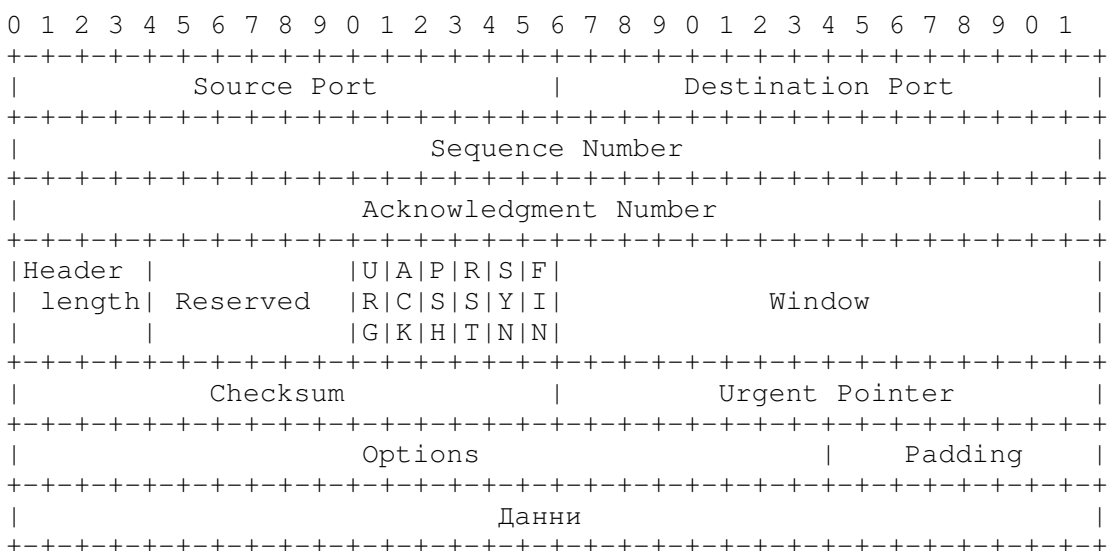 0 1 2 3 4 5 6 7 8 9 0 1 2 3 4 5 6 7 8 9 0 1 2 3 4 5 6 7 8 9 0 1
+-+-+-+-+-+-+-+-+-+-+-+-+-+-+-+-+-+-+-+-+-+-+-+-+-+-+-+-+-+-+-+-+
|          Source Port          |       Destination Port        |
+-+-+-+-+-+-+-+-+-+-+-+-+-+-+-+-+-+-+-+-+-+-+-+-+-+-+-+-+-+-+-+-+
|                        Sequence Number                        |
+-+-+-+-+-+-+-+-+-+-+-+-+-+-+-+-+-+-+-+-+-+-+-+-+-+-+-+-+-+-+-+-+
|                    Acknowledgment Number                      |
+-+-+-+-+-+-+-+-+-+-+-+-+-+-+-+-+-+-+-+-+-+-+-+-+-+-+-+-+-+-+-+-+
|Header |           |U|A|P|R|S|F|                               |
| length| Reserved  |R|C|S|S|Y|I|            Window             |
|       |           |G|K|H|T|N|N|                               |
+-+-+-+-+-+-+-+-+-+-+-+-+-+-+-+-+-+-+-+-+-+-+-+-+-+-+-+-+-+-+-+-+
|           Checksum            |         Urgent Pointer        |
+-+-+-+-+-+-+-+-+-+-+-+-+-+-+-+-+-+-+-+-+-+-+-+-+-+-+-+-+-+-+-+-+
|                    Options                    |    Padding    |
+-+-+-+-+-+-+-+-+-+-+-+-+-+-+-+-+-+-+-+-+-+-+-+-+-+-+-+-+-+-+-+-+
|                            Данни                              |
+-+-+-+-+-+-+-+-+-+-+-+-+-+-+-+-+-+-+-+-+-+-+-+-+-+-+-+-+-+-+-+-+